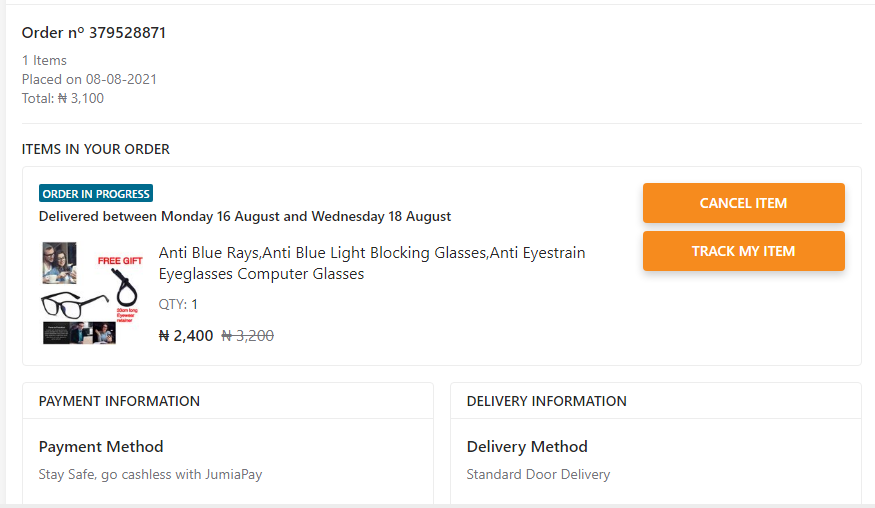 Order nº 379528871
1 Items
Placed on 08-08-2021
Total: ₦ 3,100
ITEMS IN YOUR ORDER
ORDER IN PROGRESS
Delivered between Monday 16 August and Wednesday 18 August
CANCEL ITEM
TRACK MY ITEM
FREE GIFT
Anti Blue Rays,Anti Blue Light Blocking Glasses,Anti Eyestrain
Eyeglasses Computer Glasses
QTY: 1
₦ 2,400 ₦ 3,200
PAYMENT INFORMATION
Payment Method
Stay Safe, go cashless with JumiaPay
DELIVERY INFORMATION
Delivery Method
Standard Door Delivery